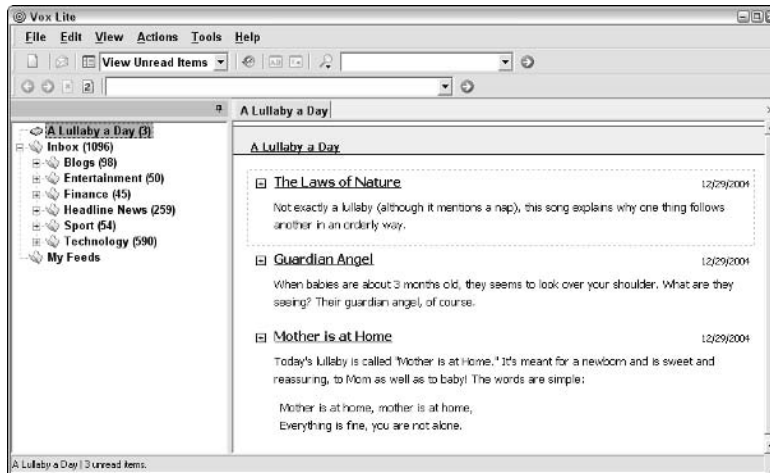 Vox Lite
File Edit View Actions Tools Help
View Unread Items
2
A Lullaby a Day
A Lullaby a Day (3)
Inbox (1096)
Blogs (98)
Entertainment (50)
Finance (45)
Headline News (259)
Sport (54)
Technology (590)
My Feeds
A Lullaby a Day
The Laws of Nature 12/29/2004
Not exactly a lullaby (although it mentions a nap), this song explains why one thing follows
another in an orderly way.
Guardian Angel 12/29/2004
When babies are about 3 months old, they seems to look over your shoulder. What are they
seeing? Their guardian angel, of course.
Mother is at Home 12/29/2004
Today's lullaby is called "Mother is at Home." It's meant for a newborn and is sweet and
reassuring, to Mom as well as to baby! The words are simple:
Mother is at home, mother is at home,
Everything is fine, you are not alone.
A Lullaby a Day | 3 unread items.